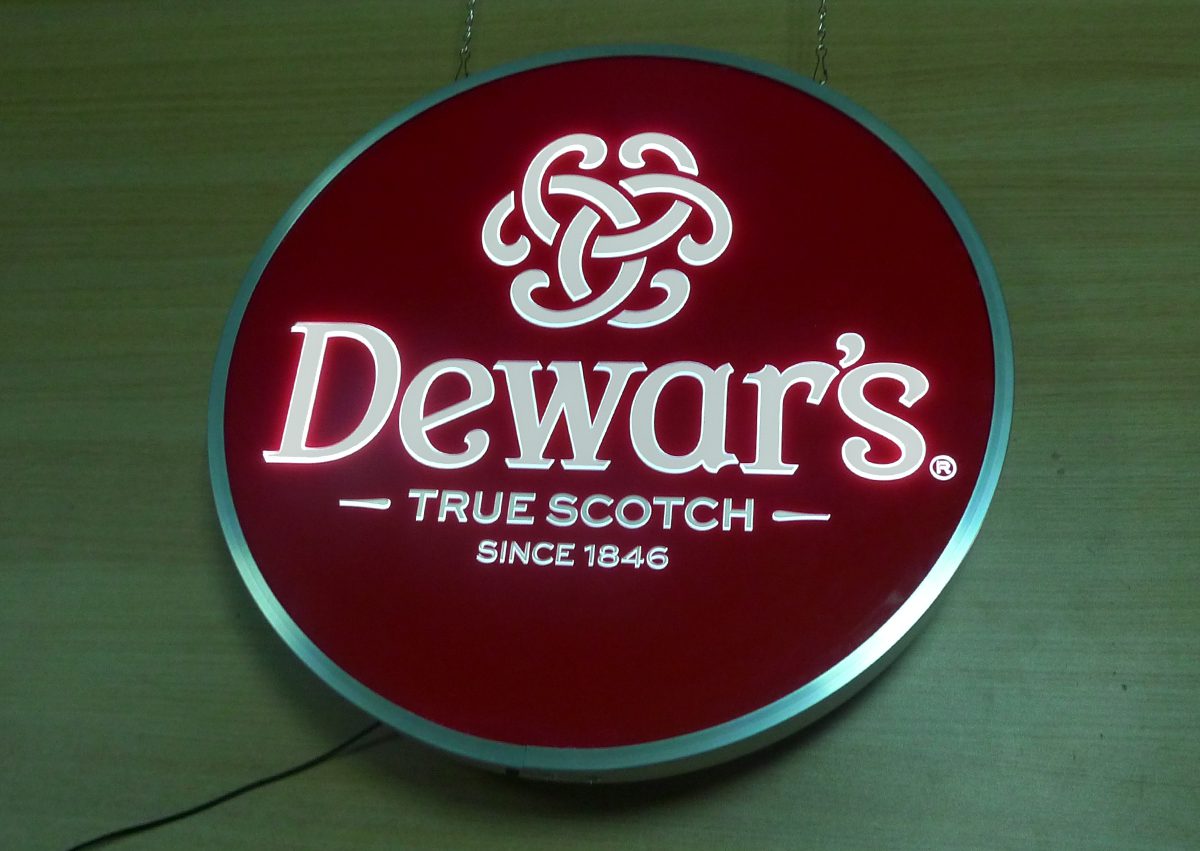 Dewar's®
TRUE SCOTCH
SINCE 1846